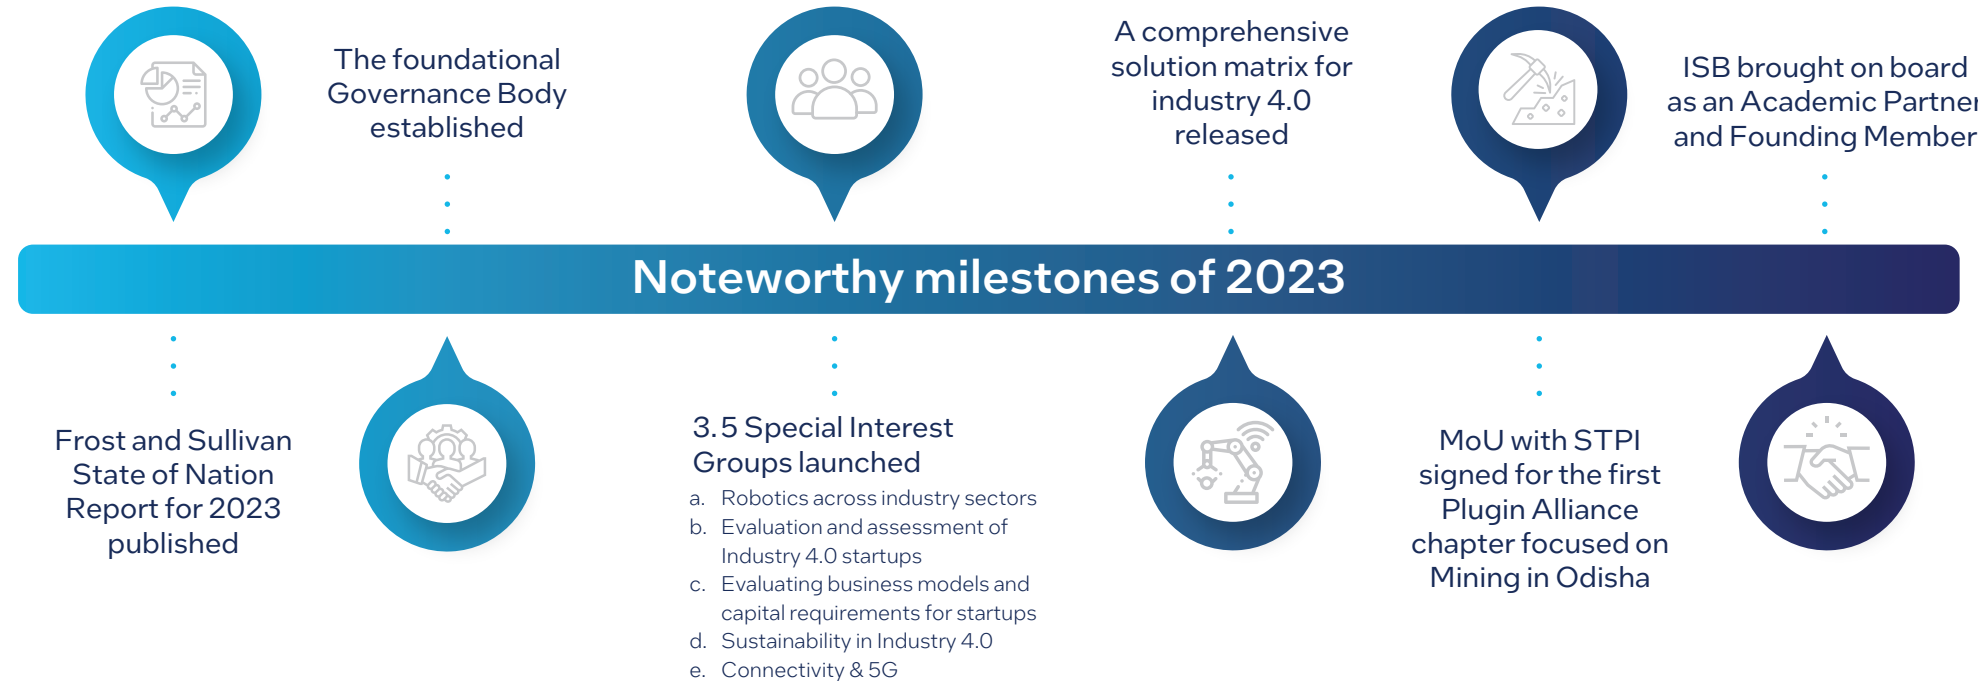 The foundational
Governance Body
established
A comprehensive
solution matrix for
industry 4.0
released
ISB brought on board
as an Academic Partner
and Founding Member
Noteworthy milestones of 2023
Frost and Sullivan
State of Nation
Report for 2023
published
3.5 Special Interest
Groups launched
a. Robotics across industry sectors
b. Evaluation and assessment of
Industry 4.0 startups
c. Evaluating business models and
capital requirements for startups
d. Sustainability in Industry 4.0
e. Connectivity & 5G
MoU with STPI
signed for the first
Plugin Alliance
chapter focused on
Mining in Odisha